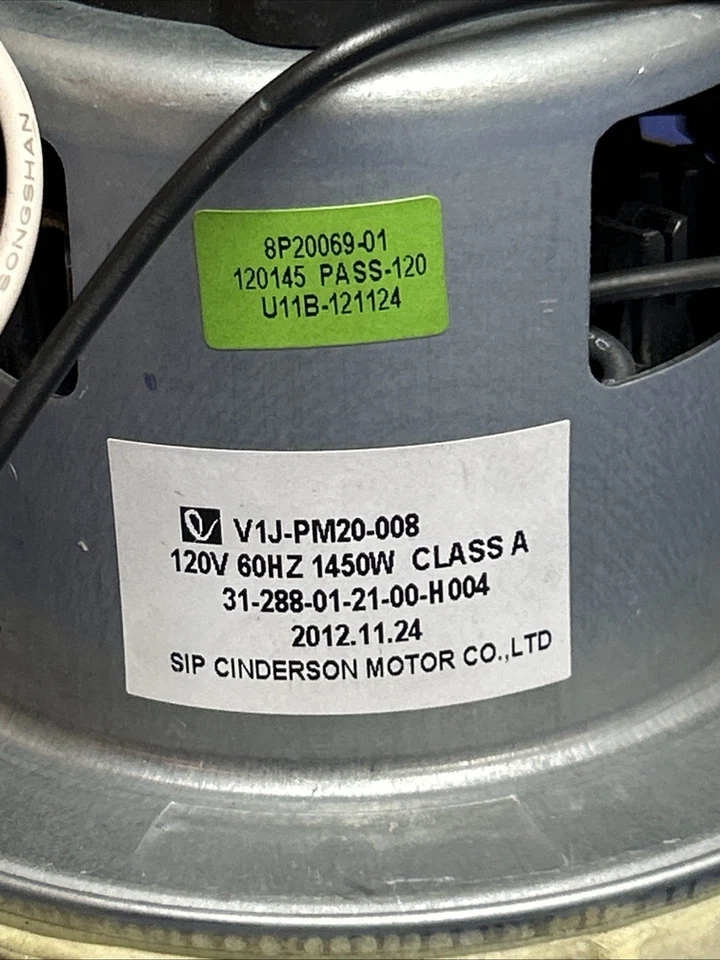 SONGSHAN
8P20069-01
120145 PASS-120
U11B-121124
V1J-PM20-008
120V 60HZ 1450W CLASS A
31-288-01-21-00-H004
2012.11.24
SIP CINDERSON MOTOR CO.,LTD